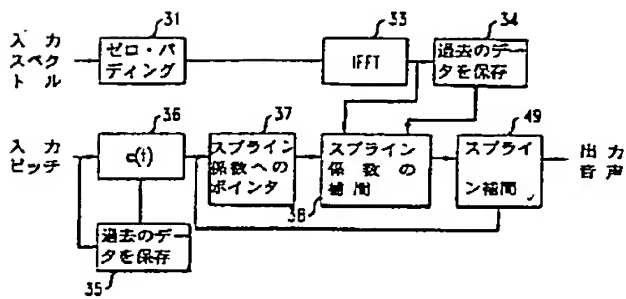 31
33
34
入力
スペク
トル
ゼロ・パ
ディング
IFFT
過去のデー
タを保存
36
37
49
入力
ピッチ
c(t)
スプライン
係数への
ポインタ
スプライン
係数の
補間
スプライ
ン補間
出力
音声
38
過去のデー
タを保存
35